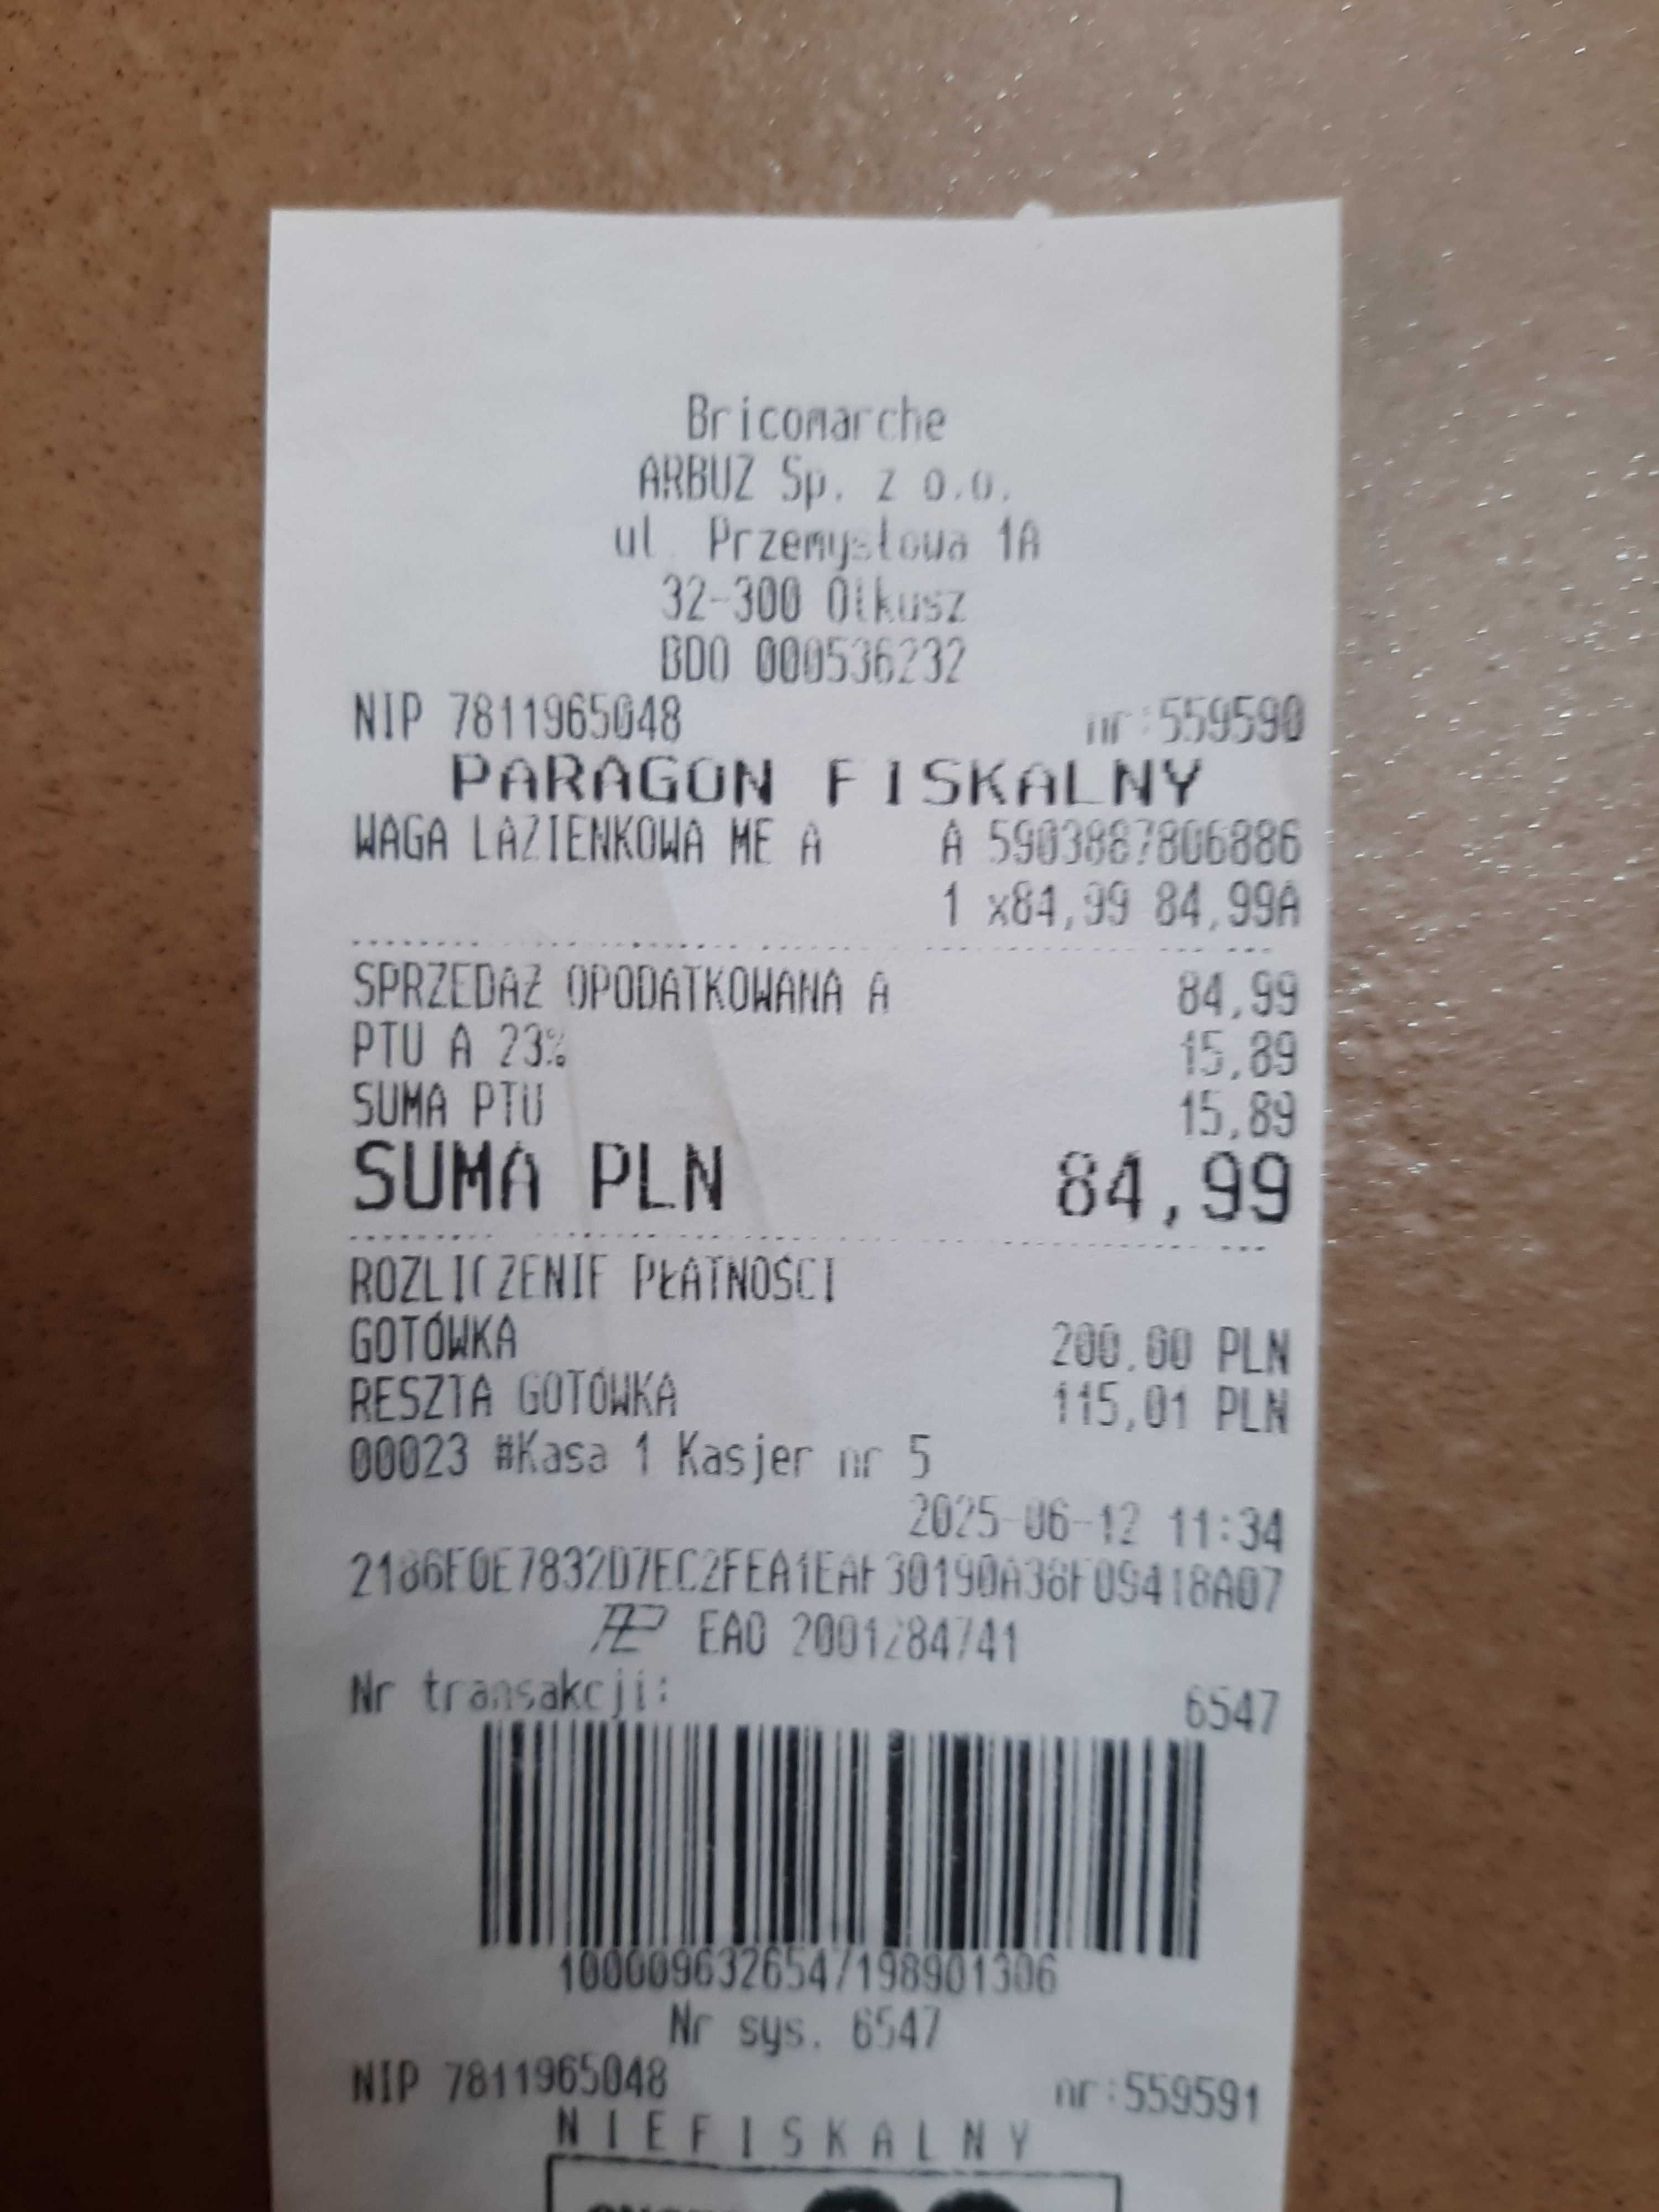 Bricomarche
ARBUZ Sp. z o.o.
ul. Przemysłowa 1A
32-300 Olkusz
BDO 000536232
NIP 7811965048 nr:559590
PARAGON FISKALNY
WAGA LAZIENKOWA ME A A 5903887806886
1 x84,99 84,99A
SPRZEDAŻ OPODATKOWANA A 84,99
PTU A 23% 15,89
SUMA PTU 15,89
SUMA PLN 84,99
ROZLICZENIE PŁATNOŚCI
GOTÓWKA 200,00 PLN
RESZTA GOTÓWKA 115,01 PLN
00023 #Kasa 1 Kasjer nr 5
2025-06-12 11:34
EAO 2001284741
Nr transakcji: 6547
1000096326547198901306
Nr sys. 6547
NIP 7811965048 nr:559591
NIEFISKALNY